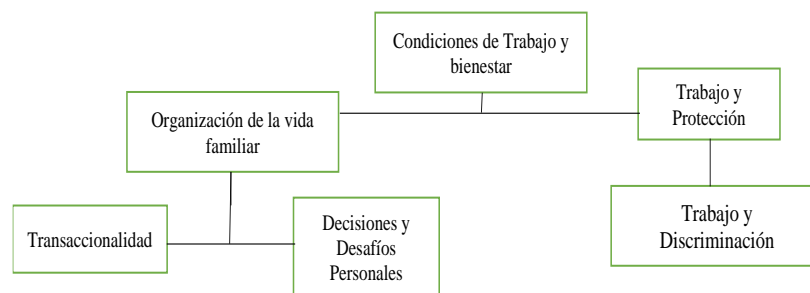 Condiciones de Trabajo y
bienestar
Organización de la vida
familiar
Trabajo y
Protección
Transaccionalidad
Decisiones y
Desafíos
Personales
Trabajo y
Discriminación